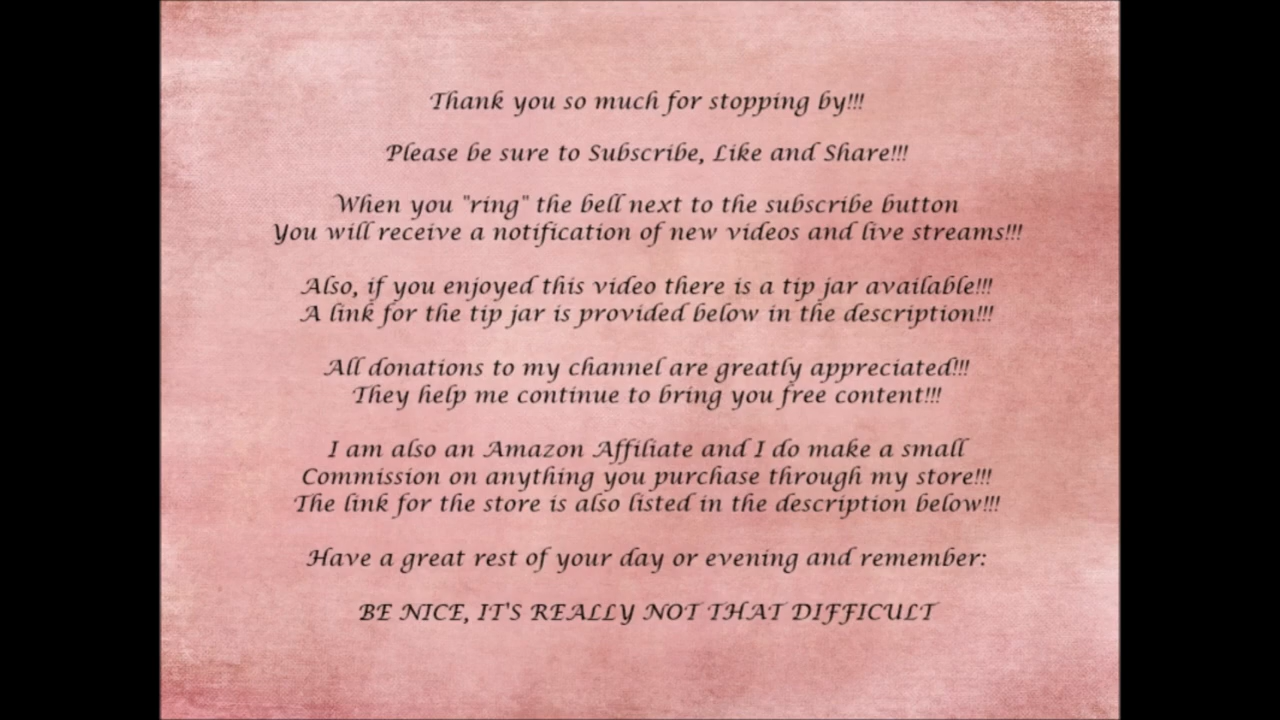 Thank you so much for stopping by!!!
Please be sure to Subscribe, Like and Share!!!
When you "ring" the bell next to the subscribe button
You will receive a notification of new videos and live streams!!!
Also, if you enjoyed this video there is a tip jar available!!!
A link for the tip jar is provided below in the description!!!
All donations to my channel are greatly appreciated!!!
They help me continue to bring you free content!!!
I am also an Amazon Affiliate and I do make a small
Commission on anything you purchase through my store!!!
The link for the store is also listed in the description below!!!
Have a great rest of your day or evening and remember:
BE NICE, IT'S REALLY NOT THAT DIFFICULT